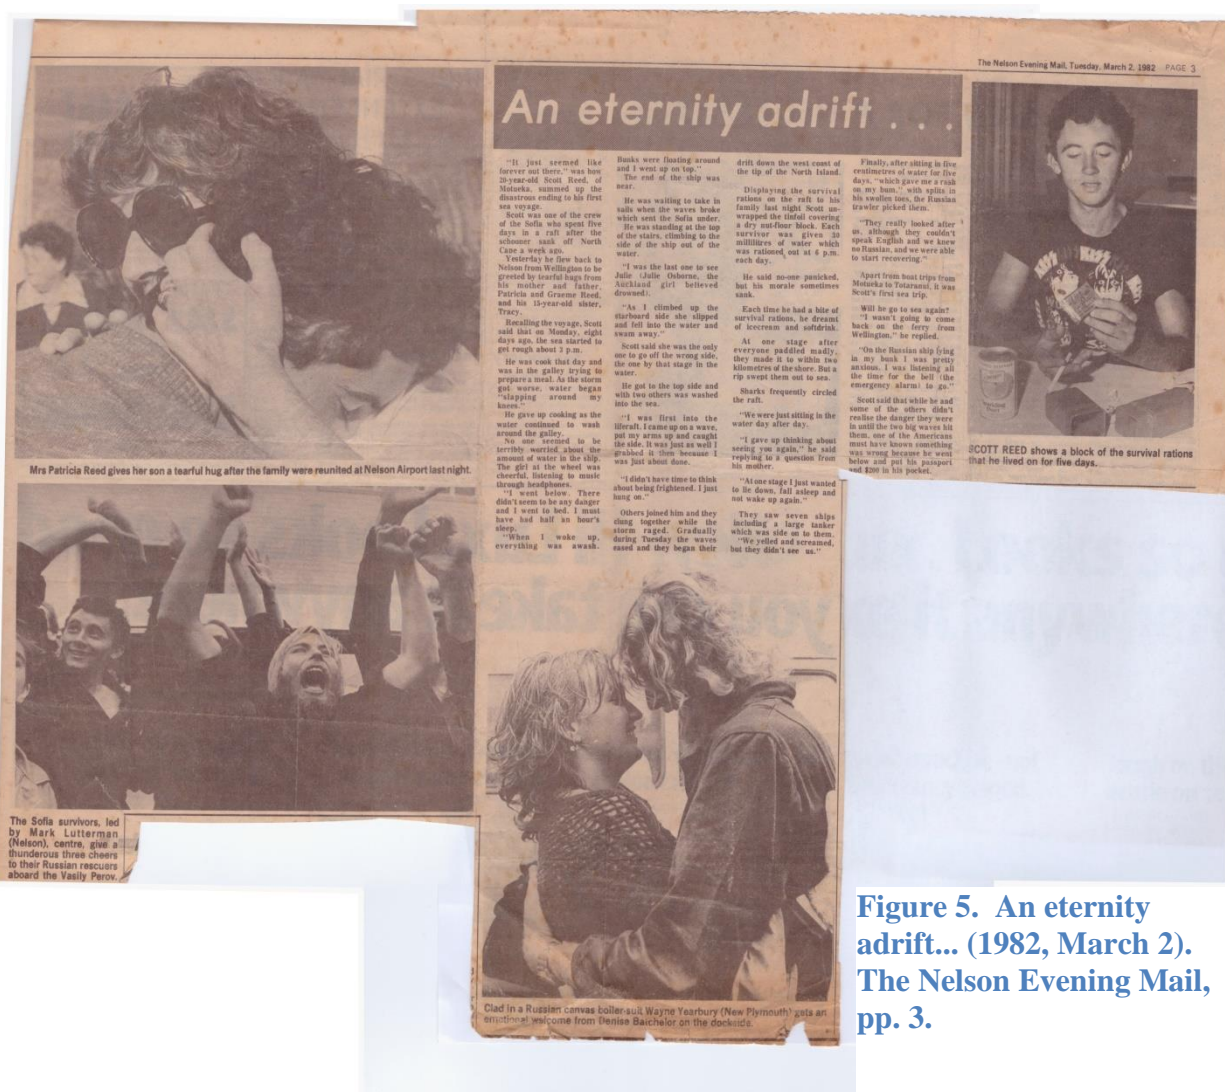 The Nelson Evening Mail, Tuesday, March 2, 1982 PAGE 3
An eternity adrift . . .
"It just seemed like
forever out there," was how
20-year-old Scott Reed, of
Motueka, summed up the
disastrous ending to his first
sea voyage.
Scott was one of the crew
of the Sofia who spent five
days in a raft after the
schooner sank off North
Cape a week ago.
Yesterday he flew back to
Nelson from Wellington to be
greeted by tearful hugs from
his mother and father,
Patricia and Graeme Reed,
and his 15-year-old sister,
Tracy.
Recalling the voyage, Scott
said that on Monday, eight
days ago, the sea started to
get rough about 3 p.m.
He was cook that day and
was in the galley trying to
prepare a meal. As the storm
got worse, water began
"slapping around my
knees."
He gave up cooking as the
water continued to wash
around the galley.
No one seemed to be
terribly worried about the
amount of water in the ship.
The girl at the wheel was
cheerful, listening to music
through headphones.
"I went below. There
didn't seem to be any danger
and I went to bed. I must
have had half an hour's
sleep.
"When I woke up,
everything was awash.
Bunks were floating around
and I went up on top."
The end of the ship was
near.
He was waiting to take in
sails when the waves broke
which sent the Sofia under.
He was standing at the top
of the stairs, climbing to the
side of the ship out of the
water.
"I was the last one to see
Julie (Julie Osborne, the
Auckland girl believed
drowned).
"As I climbed up the
starboard side she slipped
and fell into the water and
swam away."
Scott said she was the only
one to go off the wrong side,
the one by that stage in the
water.
He got to the top side and
with two others was washed
into the sea.
"I was first into the
liferaft. I came up on a wave,
put my arms up and caught
the side. It was just as well I
grabbed it then because I
was just about done.
"I didn't have time to think
about being frightened. I just
hung on."
Others joined him and they
clung together while the
storm raged. Gradually
during Tuesday the waves
eased and they began their
drift down the west coast of
the tip of the North Island.
Displaying the survival
rations on the raft to his
family last night Scott un-
wrapped the tinfoil covering
a dry nut-flour block. Each
survivor was given 30
millilitres of water which
was rationed out at 6 p.m.
each day.
He said no-one panicked,
but his morale sometimes
sank.
Each time he had a bite of
survival rations, he dreamt
of icecream and softdrink.
At one stage after
everyone paddled madly,
they made it to within two
kilometres of the shore. But a
rip swept them out to sea.
Sharks frequently circled
the raft.
"We were just sitting in the
water day after day.
"I gave up thinking about
seeing you again," he said
replying to a question from
his mother.
"At one stage I just wanted
to lie down, fall asleep and
not wake up again."
They saw seven ships
including a large tanker
which was side on to them.
"We yelled and screamed,
but they didn't see us."
Finally, after sitting in five
centimetres of water for five
days, "which gave me a rash
on my bum," with splits in
his swollen toes, the Russian
trawler picked them.
"They really looked after
us, although they couldn't
speak English and we knew
no Russian, and we were able
to start recovering."
Apart from boat trips from
Motueka to Totaranui, it was
Scott's first sea trip.
Will he go to sea again?
"I wasn't going to come
back on the ferry from
Wellington," he replied.
"On the Russian ship lying
in my bunk I was pretty
anxious. I was listening all
the time for the bell (the
emergency alarm) to go."
Scott said that while he and
some of the others didn't
realise the danger they were
in until the two big waves hit
them, one of the Americans
must have known something
was wrong because he went
below and put his passport
and $200 in his pocket.
KISS
SCOTT REED shows a block of the survival rations
that he lived on for five days.
Mrs Patricia Reed gives her son a tearful hug after the family were reunited at Nelson Airport last night.
The Sofia survivors, led
by Mark Lutterman
(Nelson), centre, give a
thunderous three cheers
to their Russian rescuers
aboard the Vasily Perov.
Clad in a Russian canvas boiler-suit Wayne Yearbury (New Plymouth) gets an
emotional welcome from Denise Batchelor on the dockside.
Figure 5. An eternity
adrift... (1982, March 2).
The Nelson Evening Mail,
pp. 3.